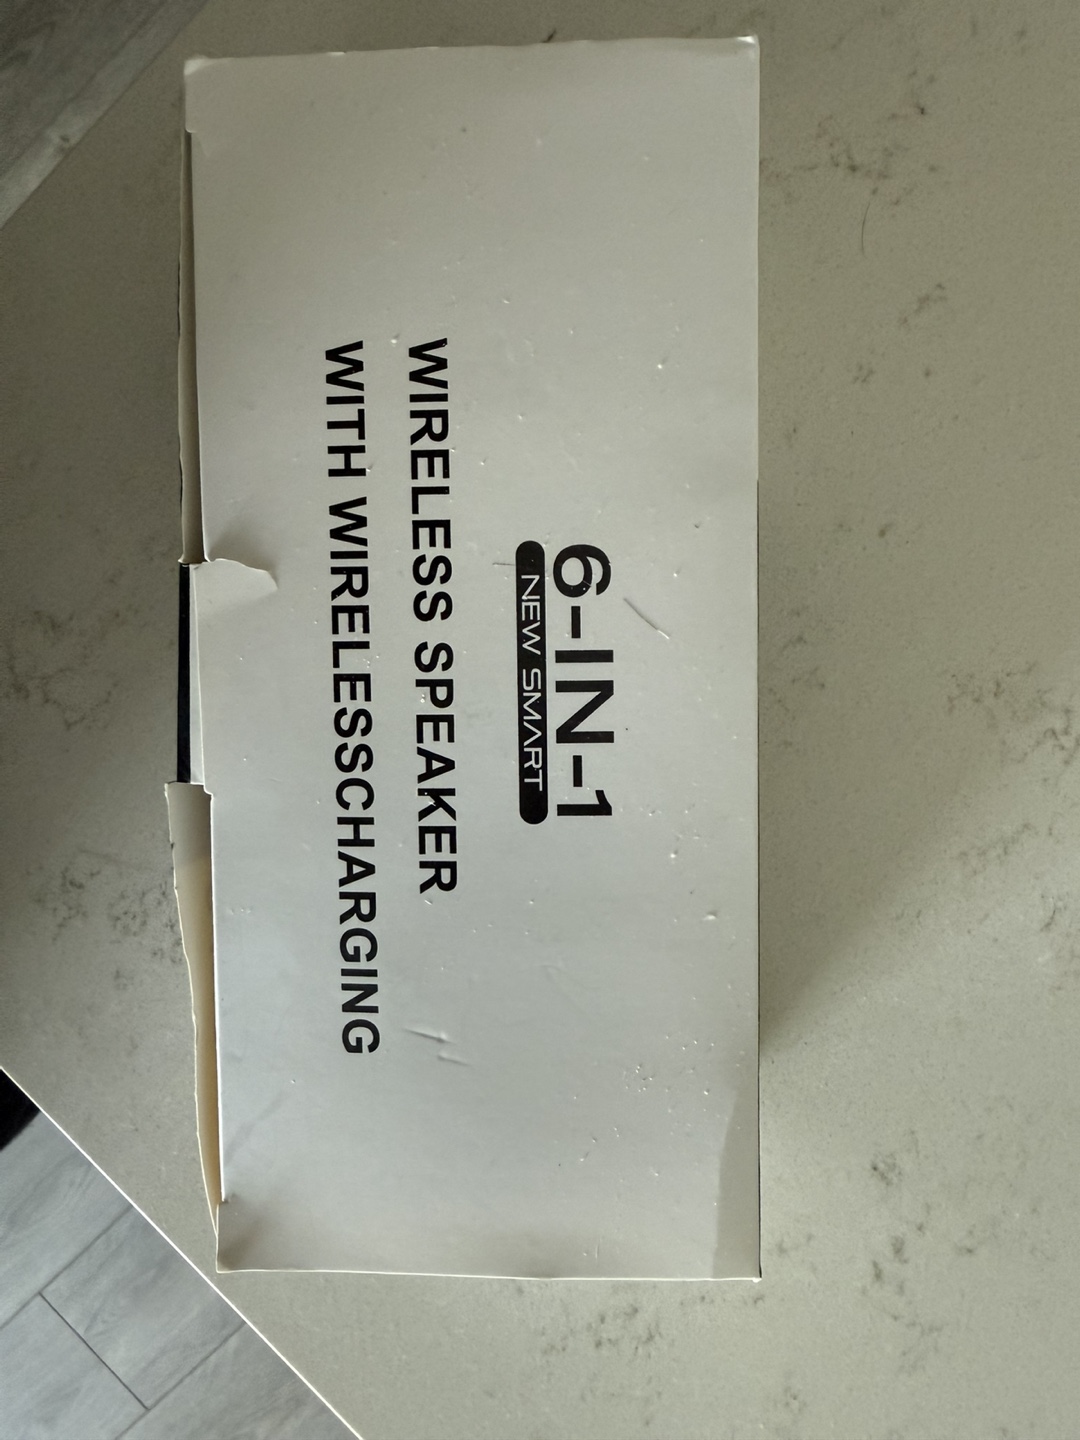 6-IN-1
NEW SMART
WIRELESS SPEAKER
WITH WIRELESSCHARGING